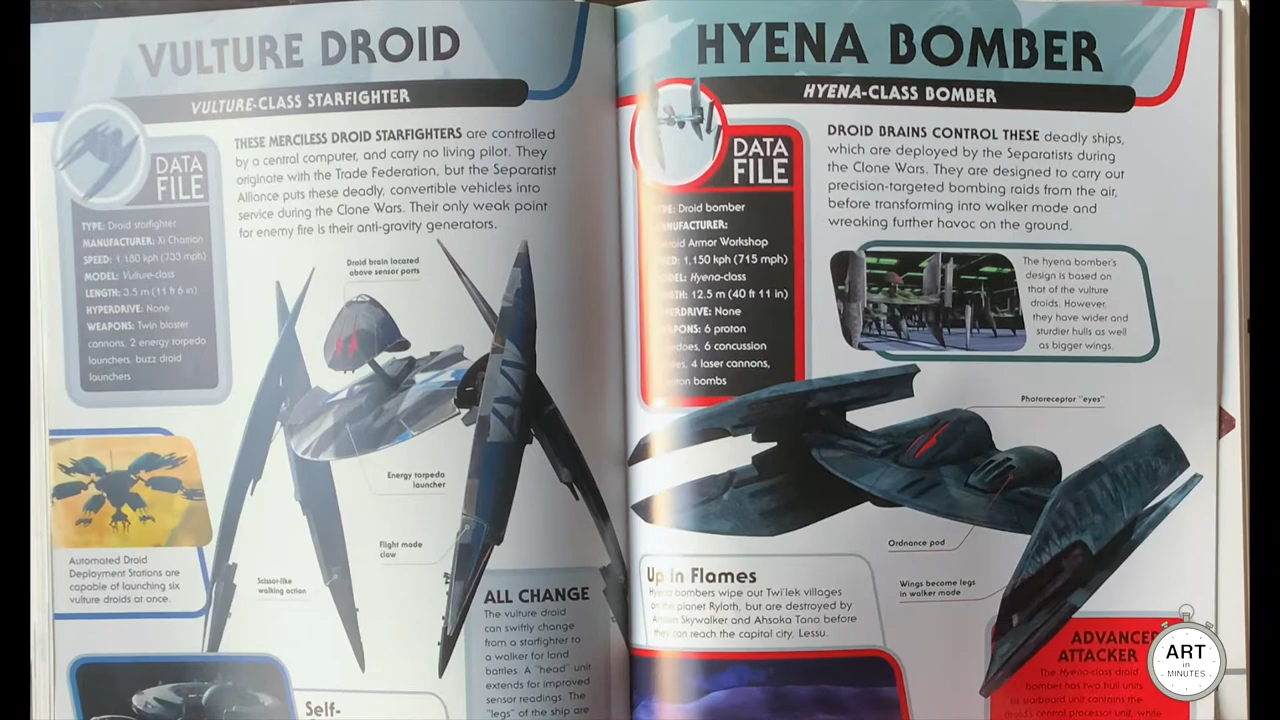 VULTURE DROID
VULTURE-CLASS STARFIGHTER
DATA
FILE
TYPE: Droid starfighter
MANUFACTURER: Xi Charrian
SPEED: 1,180 kph (733 mph)
MODEL: Vulture-class
LENGTH: 3.5 m (11 ft 6 in)
HYPERDRIVE: None
WEAPONS: Twin blaster
cannons, 2 energy torpedo
launchers, buzz droid
launchers
THESE MERCILESS DROID STARFIGHTERS are controlled
by a central computer, and carry no living pilot. They
originate with the Trade Federation, but the Separatist
Alliance puts these deadly, convertible vehicles into
service during the Clone Wars. Their only weak point
for enemy fire is their anti-gravity generators.
Droid brain located
above sensor ports
Energy torpedo
launcher
Flight mode
claw
Scissor-like
walking action
Automated Droid
Deployment Stations are
capable of launching six
vulture droids at once.
ALL CHANGE
The vulture droid
can swiftly change
from a starfighter to
a walker for land
battles. A "head" unit
extends for improved
sensor readings. The
"legs" of the ship are
Self-
HYENA BOMBER
HYENA-CLASS BOMBER
DATA
FILE
Droid bomber
Armor Workshop
1,150 kph (715 mph)
Hyena-class
12.5 m (40 ft 11 in)
None
6 proton
6 concussion
4 laser cannons,
bombs
DROID BRAINS CONTROL THESE deadly ships,
which are deployed by the Separatists during
the Clone Wars. They are designed to carry out
precision-targeted bombing raids from the air,
before transforming into walker mode and
wreaking further havoc on the ground.
The hyena bomber's
design is based on
that of the vulture
droids. However,
they have wider and
sturdier hulls as well
as bigger wings.
Photoreceptor "eyes"
Ordnance pod
Wings become legs
in walker mode
Up in Flames
Hyena bombers wipe out Twi'lek villages
on the planet Ryloth, but are destroyed by
Anakin Skywalker and Ahsoka Tano before
they can reach the capital city, Lessu.
ADVANCED
ATTACKER
The Hyena-class droid
bomber has two hull units
Its starboard unit contains the
droid's central processor unit, while
ART
in
MINUTES